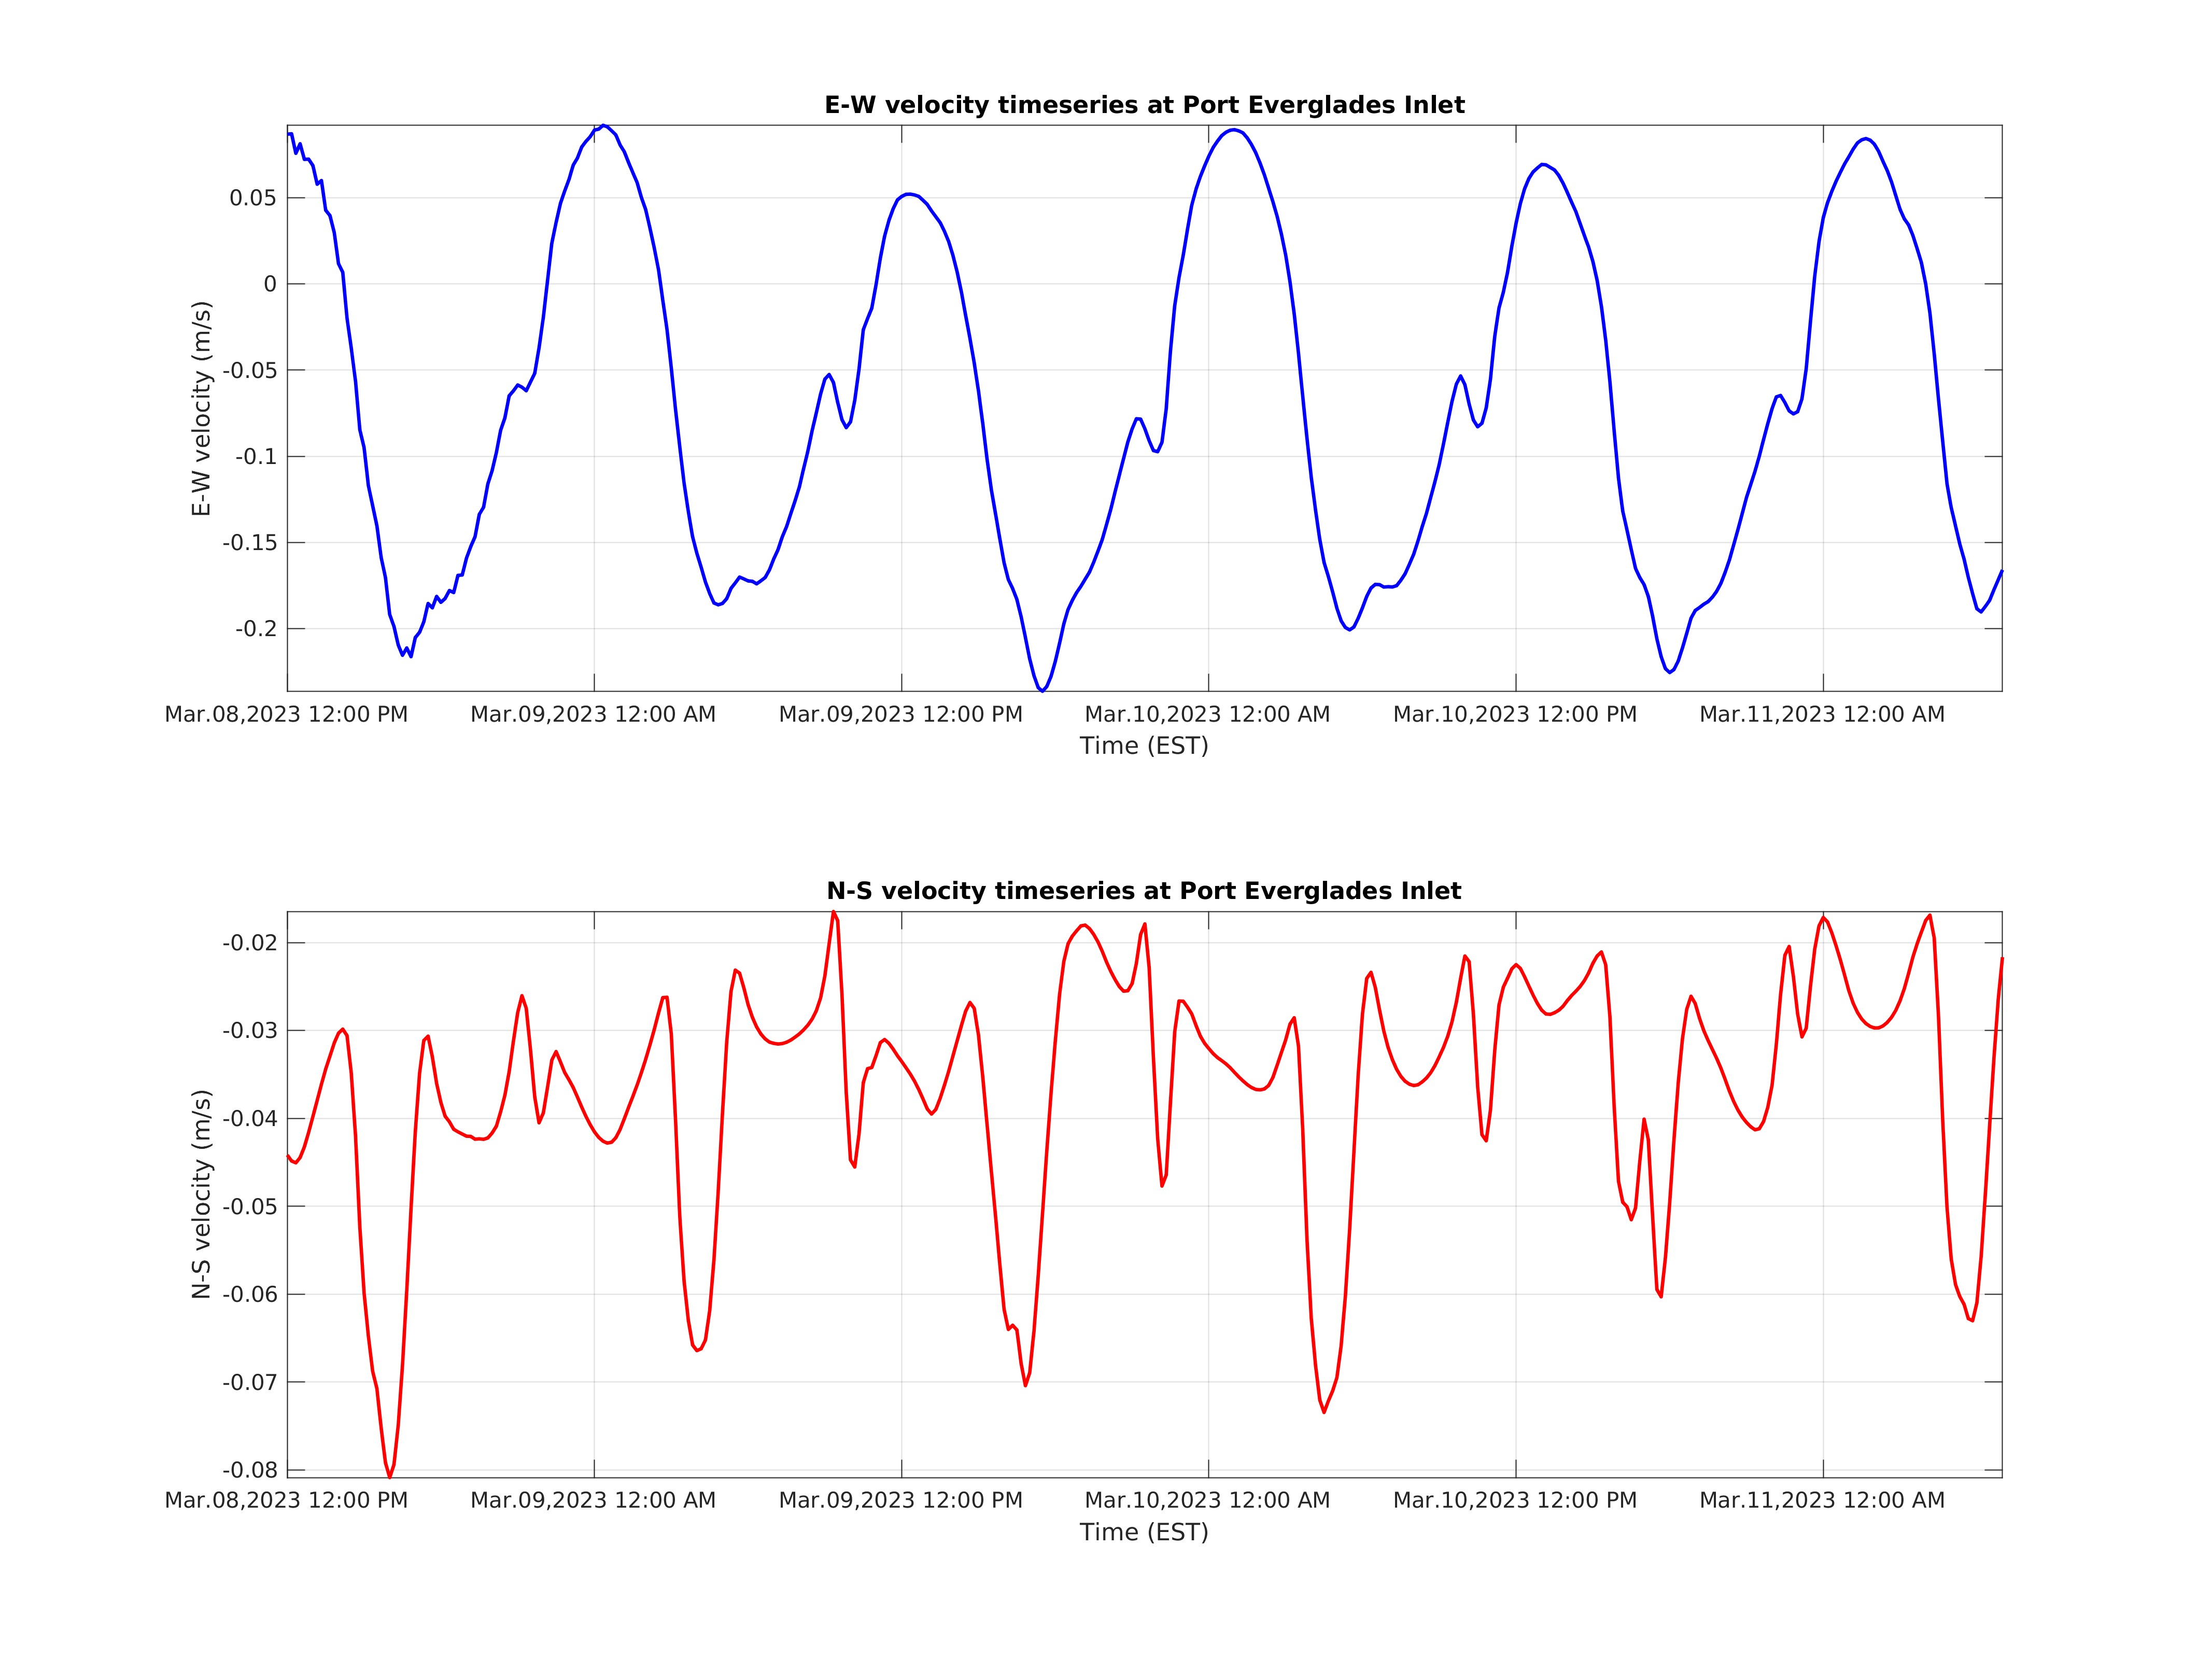 E-W velocity timeseries at Port Everglades Inlet
E-W velocity (m/s)
0.05
0
-0.05
-0.1
-0.15
-0.2
Mar.08,2023 12:00 PM Mar.09,2023 12:00 AM Mar.09,2023 12:00 PM Mar.10,2023 12:00 AM Mar.10,2023 12:00 PM Mar.11,2023 12:00 AM
Time (EST)
N-S velocity timeseries at Port Everglades Inlet
N-S velocity (m/s)
-0.02
-0.03
-0.04
-0.05
-0.06
-0.07
-0.08
Mar.08,2023 12:00 PM Mar.09,2023 12:00 AM Mar.09,2023 12:00 PM Mar.10,2023 12:00 AM Mar.10,2023 12:00 PM Mar.11,2023 12:00 AM
Time (EST)